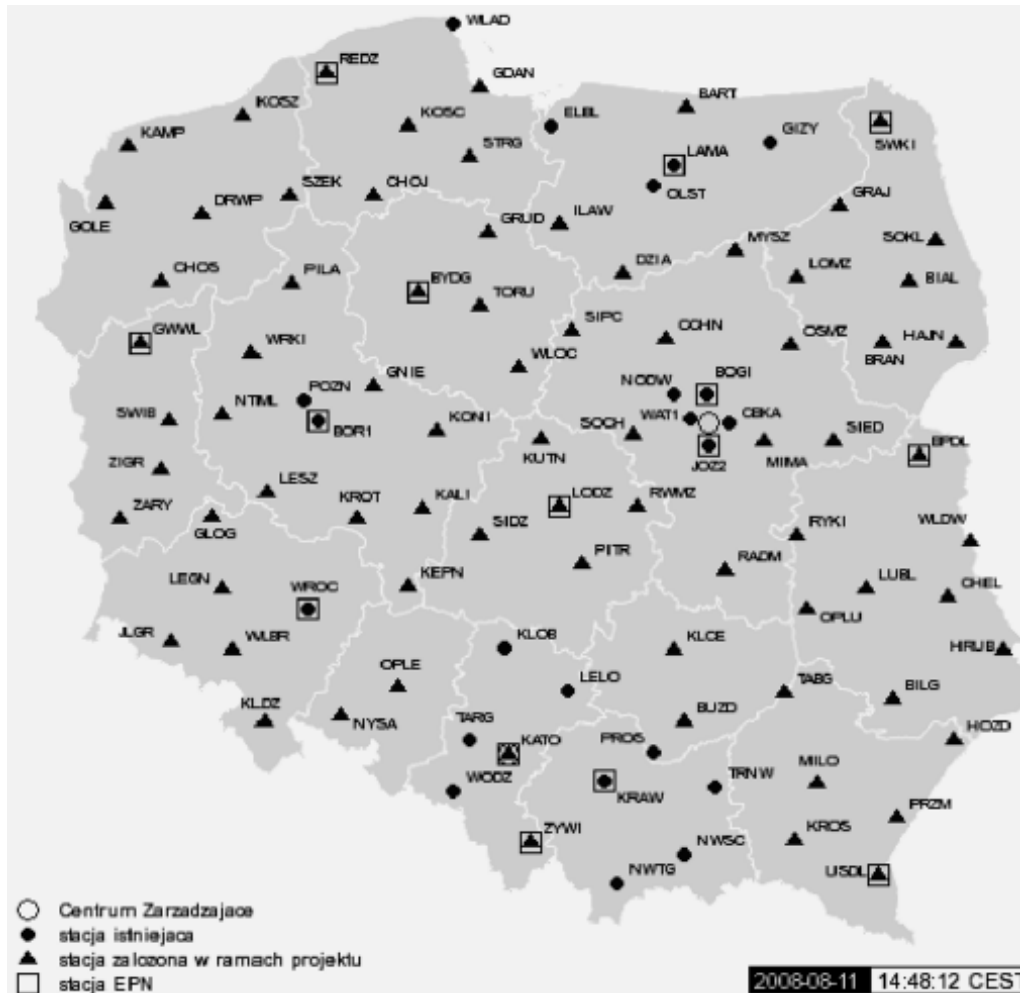 WLAD
REDZ
GDAN
KOSZ
KOSC
ELBL
BART
GIZY
SWKI
KAMP
STRG
LAMA
OLST
SZEK
CHOJ
GRAJ
GOLE
DRWP
GRUD
ILAW
SOKL
MYSZ
CHOS
PILA
BYDG
DZIA
LOMZ
BIAL
TORU
GWWL
SIPC
CCHN
OSMZ
HAJN
WRKI
WLOC
BRAN
GNIE
POZN
NODW
BOGI
SWIB
NTML
BOR1
KONI
SOCH
WAT1
CBKA
SIED
KUTN
JOZ2
MIMA
BPDL
ZIGR
LESZ
ZARY
KROT
KALI
LODZ
RWMZ
GLOG
SIDZ
RYKI
WLDW
PITR
RADM
LEGN
WROC
KEPN
LUBL
CHEL
OPLU
JLGR
WLBR
KLOB
KLCE
HRUB
OPLE
LELO
TABG
BILG
KLDZ
NYSA
TARG
BUZD
HOZD
KATO
PROS
MILO
WODZ
KRAW
TRNW
PRZM
ZYWI
KROS
NWSC
NWTG
USDL
Centrum Zarzadzajace
stacja istniejaca
stacja zalozona w ramach projektu
stacja EPN
2008-08-11 14:48:12 CEST